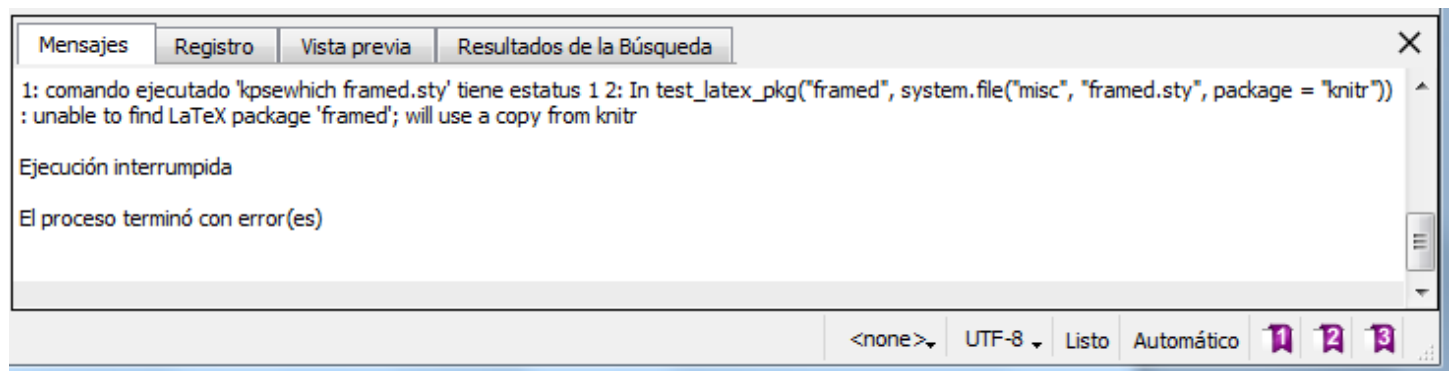 Mensajes Registro Vista previa Resultados de la Búsqueda
1: comando ejecutado 'kpsewhich framed.sty' tiene estatus 1 2: In test_latex_pkg("framed", system.file("misc", "framed.sty", package = "knitr"))
: unable to find LaTeX package 'framed'; will use a copy from knitr
Ejecución interrumpida
El proceso terminó con error(es)
<none> UTF-8 Listo Automático 1 2 3